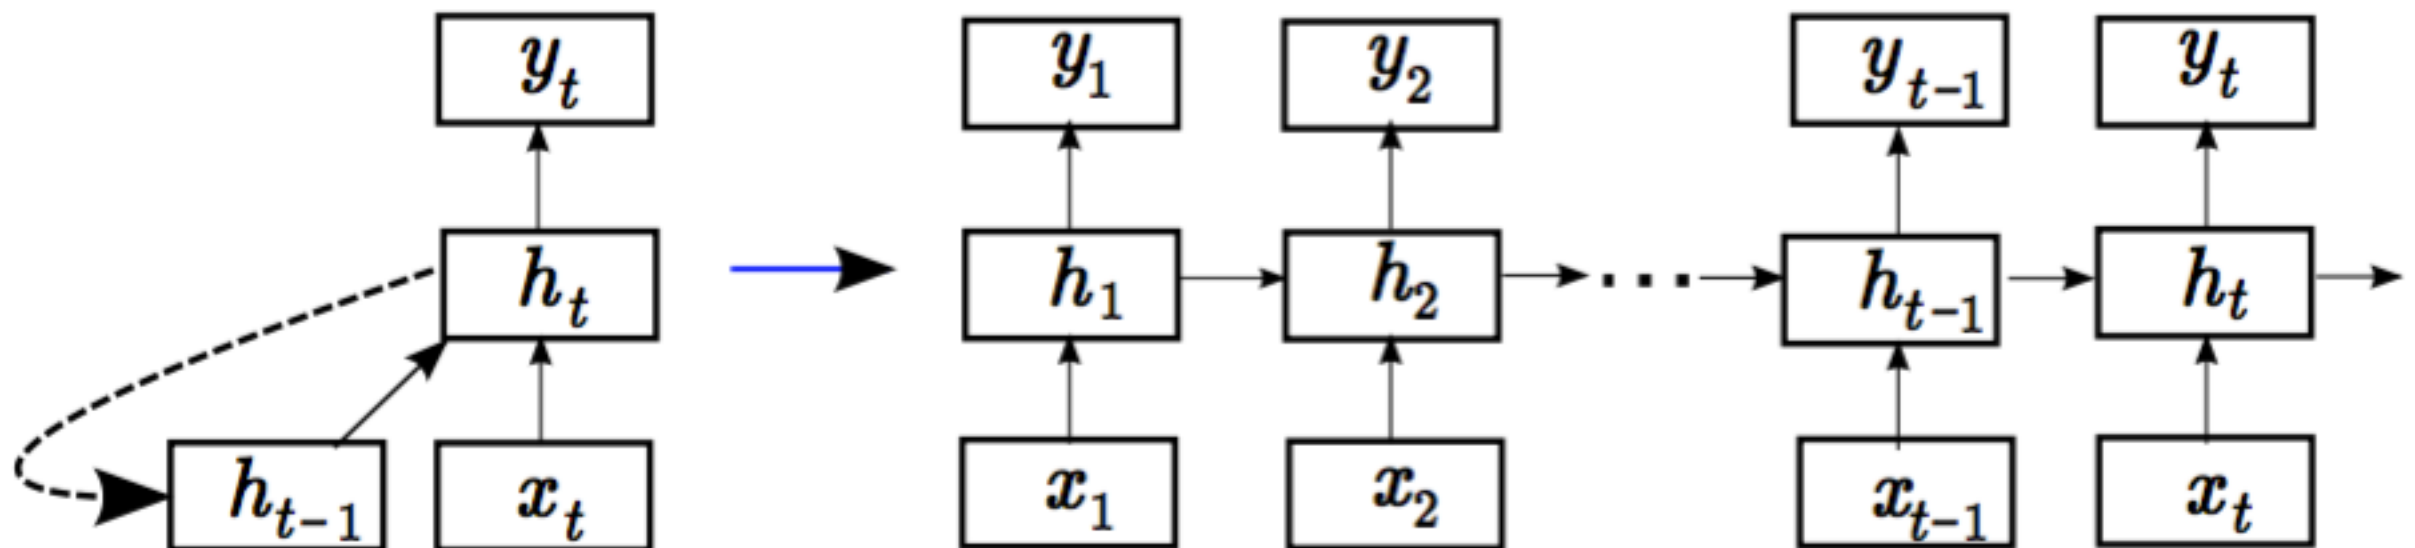 y_t y_1 y_2 y_{t-1} y_t
h_t h_1 h_2 ... h_{t-1} h_t
h_{t-1} x_t x_1 x_2 x_{t-1} x_t